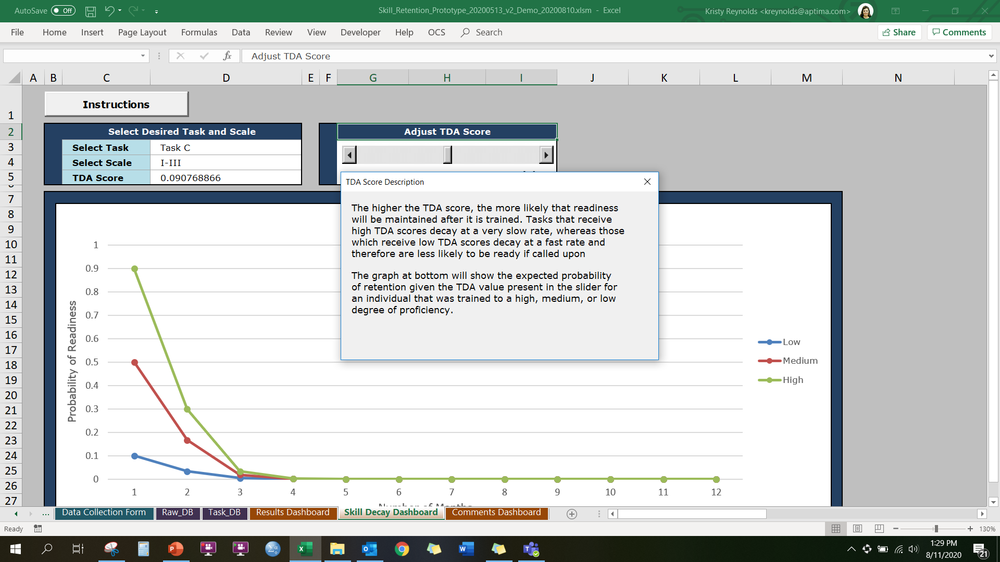 AutoSave Off
Skill_Retention_Prototype_20200513_v2_Demo_20200810.xlsm - Excel
Kristy Reynolds <kreynolds@aptima.com>
File Home Insert Page Layout Formulas Data Review View Developer Help OCS Search
Share Comments
fx Adjust TDA Score
A B C D E F G H I J K L M N
1
2
3
4
5
7
8
9
10
11
12
13
14
15
16
17
18
19
20
21
22
23
24
25
26
27
Instructions
Select Desired Task and Scale
Select Task Task C
Select Scale I-III
TDA Score 0.090768866
Adjust TDA Score
TDA Score Description
The higher the TDA score, the more likely that readiness
will be maintained after it is trained. Tasks that receive
high TDA scores decay at a very slow rate, whereas those
which receive low TDA scores decay at a fast rate and
therefore are less likely to be ready if called upon
The graph at bottom will show the expected probability
of retention given the TDA value present in the slider for
an individual that was trained to a high, medium, or low
degree of proficiency.
Probability of Readiness
1
0.9
0.8
0.7
0.6
0.5
0.4
0.3
0.2
0.1
0
1 2 3 4 5 6 7 8 9 10 11 12
Number of Months
Low
Medium
High
... Data Collection Form Raw_DB Task_DB Results Dashboard Skill Decay Dashboard Comments Dashboard
Ready
130%
1:29 PM
8/11/2020
21